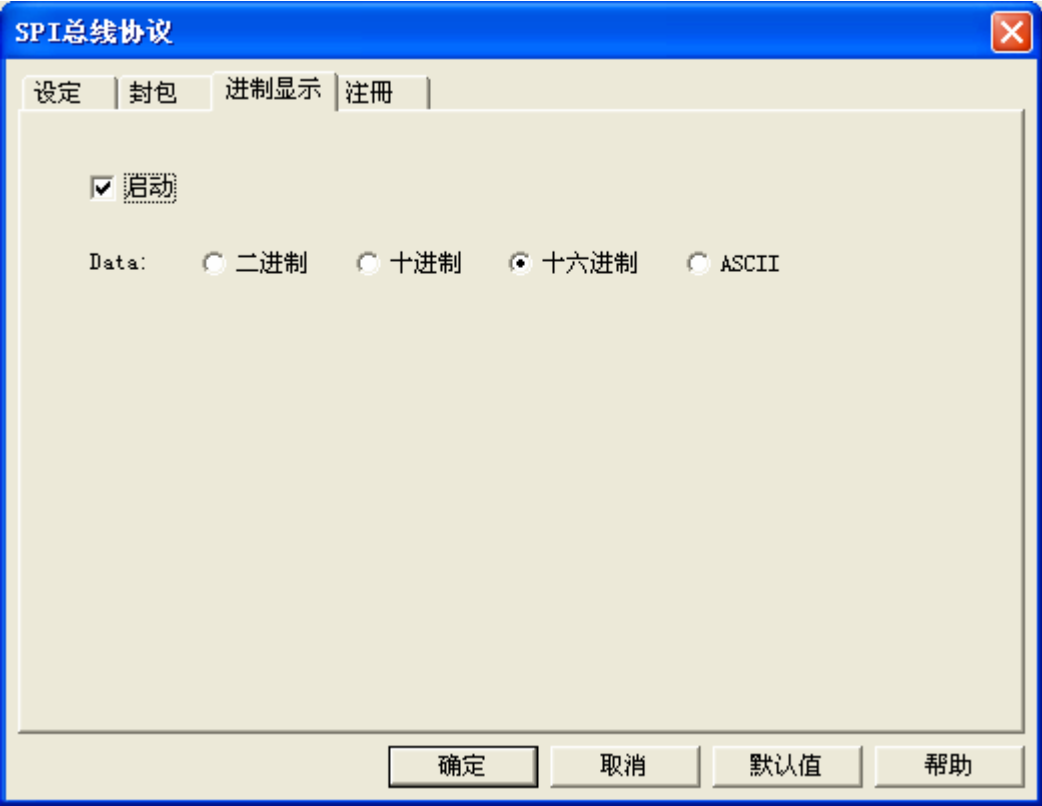 SPI总线协议
设定 封包 进制显示 注冊
启动
Data: 二进制 十进制 十六进制 ASCII
确定 取消 默认值 帮助